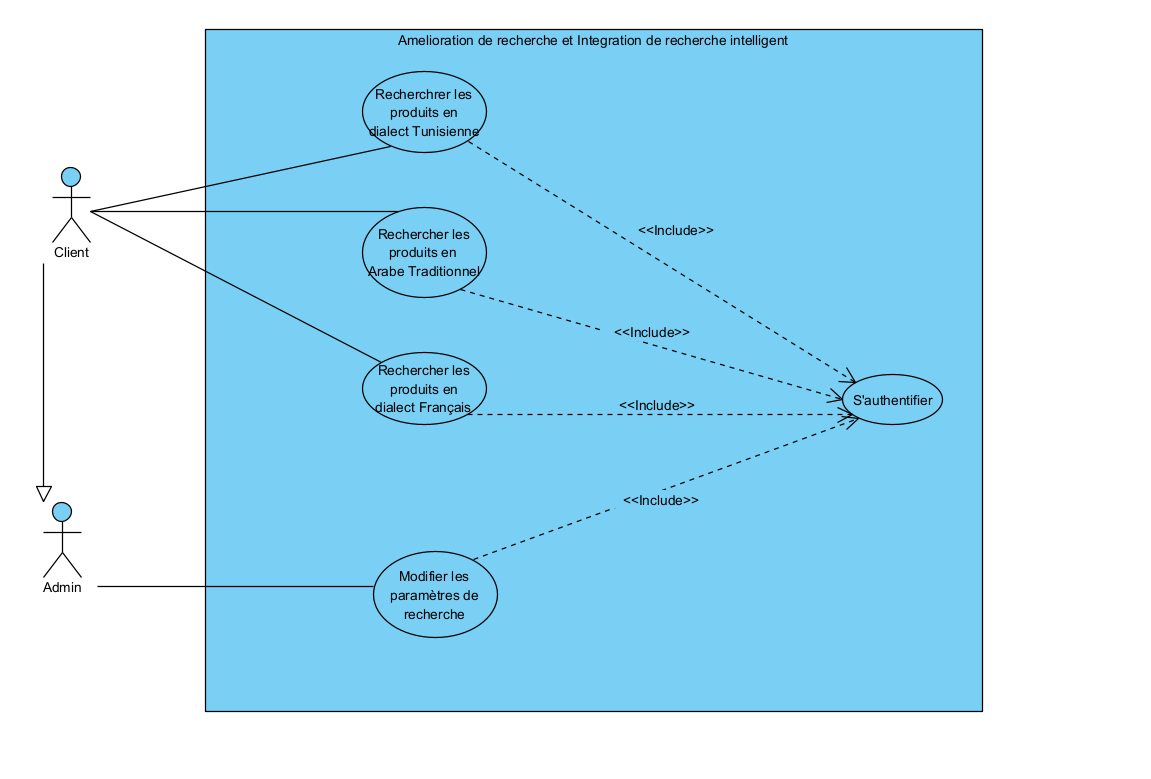 Amelioration de recherche et Integration de recherche intelligent
Recherchrer les
produits en
dialect Tunisienne
Client
Rechercher les
produits en
Arabe Traditionnel
<<Include>>
<<Include>>
Rechercher les
produits en
dialect Français
<<Include>>
S'authentifier
<<Include>>
Admin
Modifier les
paramètres de
recherche